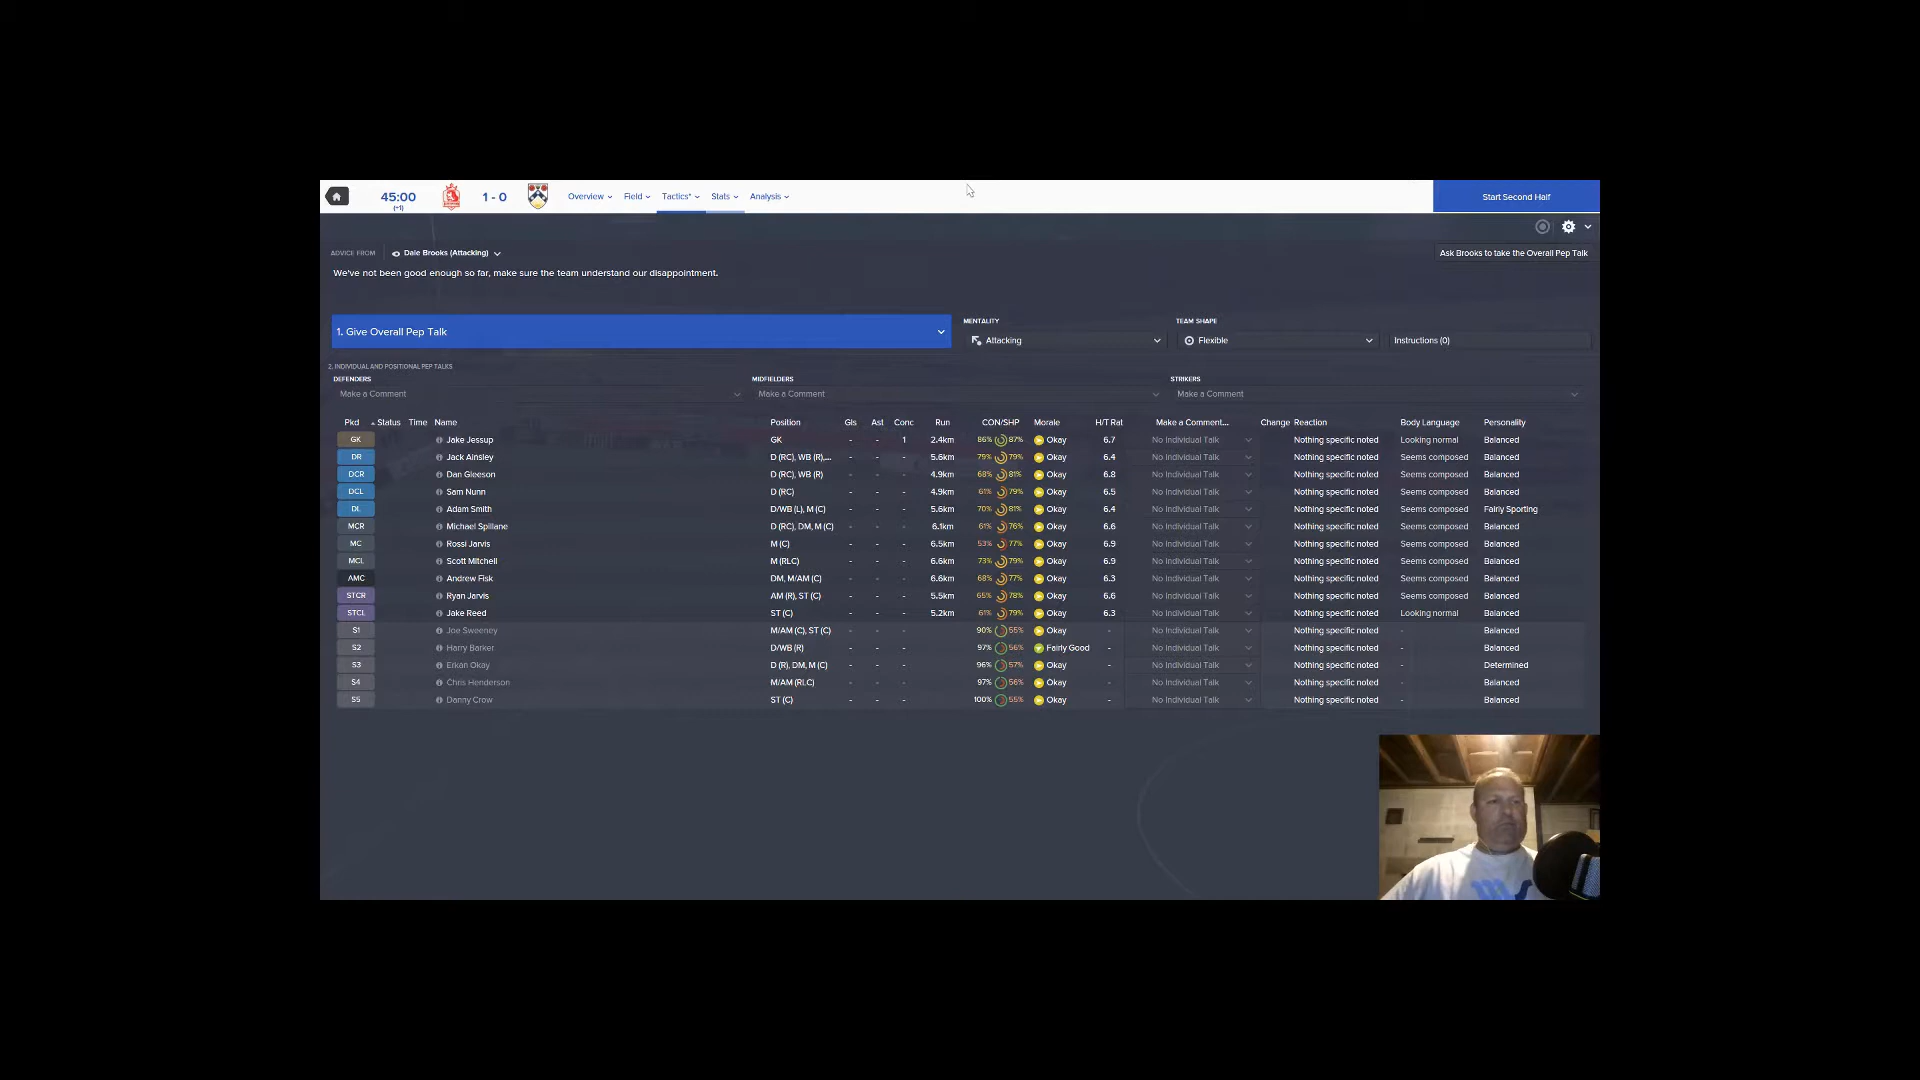 45:00 (+1) 1 - 0 Overview Field Tactics* Stats Analysis Start Second Half
ADVICE FROM Dale Brooks (Attacking) Ask Brooks to take the Overall Pep Talk
We've not been good enough so far, make sure the team understand our disappointment.
MENTALITY TEAM SHAPE
1. Give Overall Pep Talk Attacking Flexible Instructions (0)
2. INDIVIDUAL AND POSITIONAL PEP TALKS
DEFENDERS MIDFIELDERS STRIKERS
Make a Comment Make a Comment Make a Comment
Pkd Status Time Name Position Gls Ast Conc Run CON/SHP Morale H/T Rat Make a Comment... Change Reaction Body Language Personality
GK Jake Jessup GK - - 1 2.4km 86% 87% Okay 6.7 No Individual Talk Nothing specific noted Looking normal Balanced
DR Jack Ainsley D (RC), WB (R),... - - - 5.6km 79% 79% Okay 6.4 No Individual Talk Nothing specific noted Seems composed Balanced
DCR Dan Gleeson D (RC), WB (R) - - - 4.9km 68% 81% Okay 6.8 No Individual Talk Nothing specific noted Seems composed Balanced
DCL Sam Nunn D (RC) - - - 4.9km 61% 79% Okay 6.5 No Individual Talk Nothing specific noted Seems composed Balanced
DL Adam Smith D/WB (L), M (C) - - - 5.6km 70% 81% Okay 6.4 No Individual Talk Nothing specific noted Seems composed Fairly Sporting
MCR Michael Spillane D (RC), DM, M (C) - - - 6.1km 61% 76% Okay 6.6 No Individual Talk Nothing specific noted Seems composed Balanced
MC Rossi Jarvis M (C) - - - 6.5km 53% 77% Okay 6.9 No Individual Talk Nothing specific noted Seems composed Balanced
MCL Scott Mitchell M (RLC) - - - 6.6km 73% 79% Okay 6.9 No Individual Talk Nothing specific noted Seems composed Balanced
AMC Andrew Fisk DM, M/AM (C) - - - 6.6km 68% 77% Okay 6.3 No Individual Talk Nothing specific noted Seems composed Balanced
STCR Ryan Jarvis AM (R), ST (C) - - - 5.5km 65% 78% Okay 6.6 No Individual Talk Nothing specific noted Seems composed Balanced
STCL Jake Reed ST (C) - - - 5.2km 61% 79% Okay 6.3 No Individual Talk Nothing specific noted Looking normal Balanced
S1 Joe Sweeney M/AM (C), ST (C) - - - 90% 55% Okay - No Individual Talk Nothing specific noted - Balanced
S2 Harry Barker D/WB (R) - - - 97% 56% Fairly Good - No Individual Talk Nothing specific noted - Balanced
S3 Erkan Okay D (R), DM, M (C) - - - 96% 57% Okay - No Individual Talk Nothing specific noted - Determined
S4 Chris Henderson M/AM (RLC) - - - 97% 56% Okay - No Individual Talk Nothing specific noted - Balanced
S5 Danny Crow ST (C) - - - 100% 55% Okay - No Individual Talk Nothing specific noted - Balanced